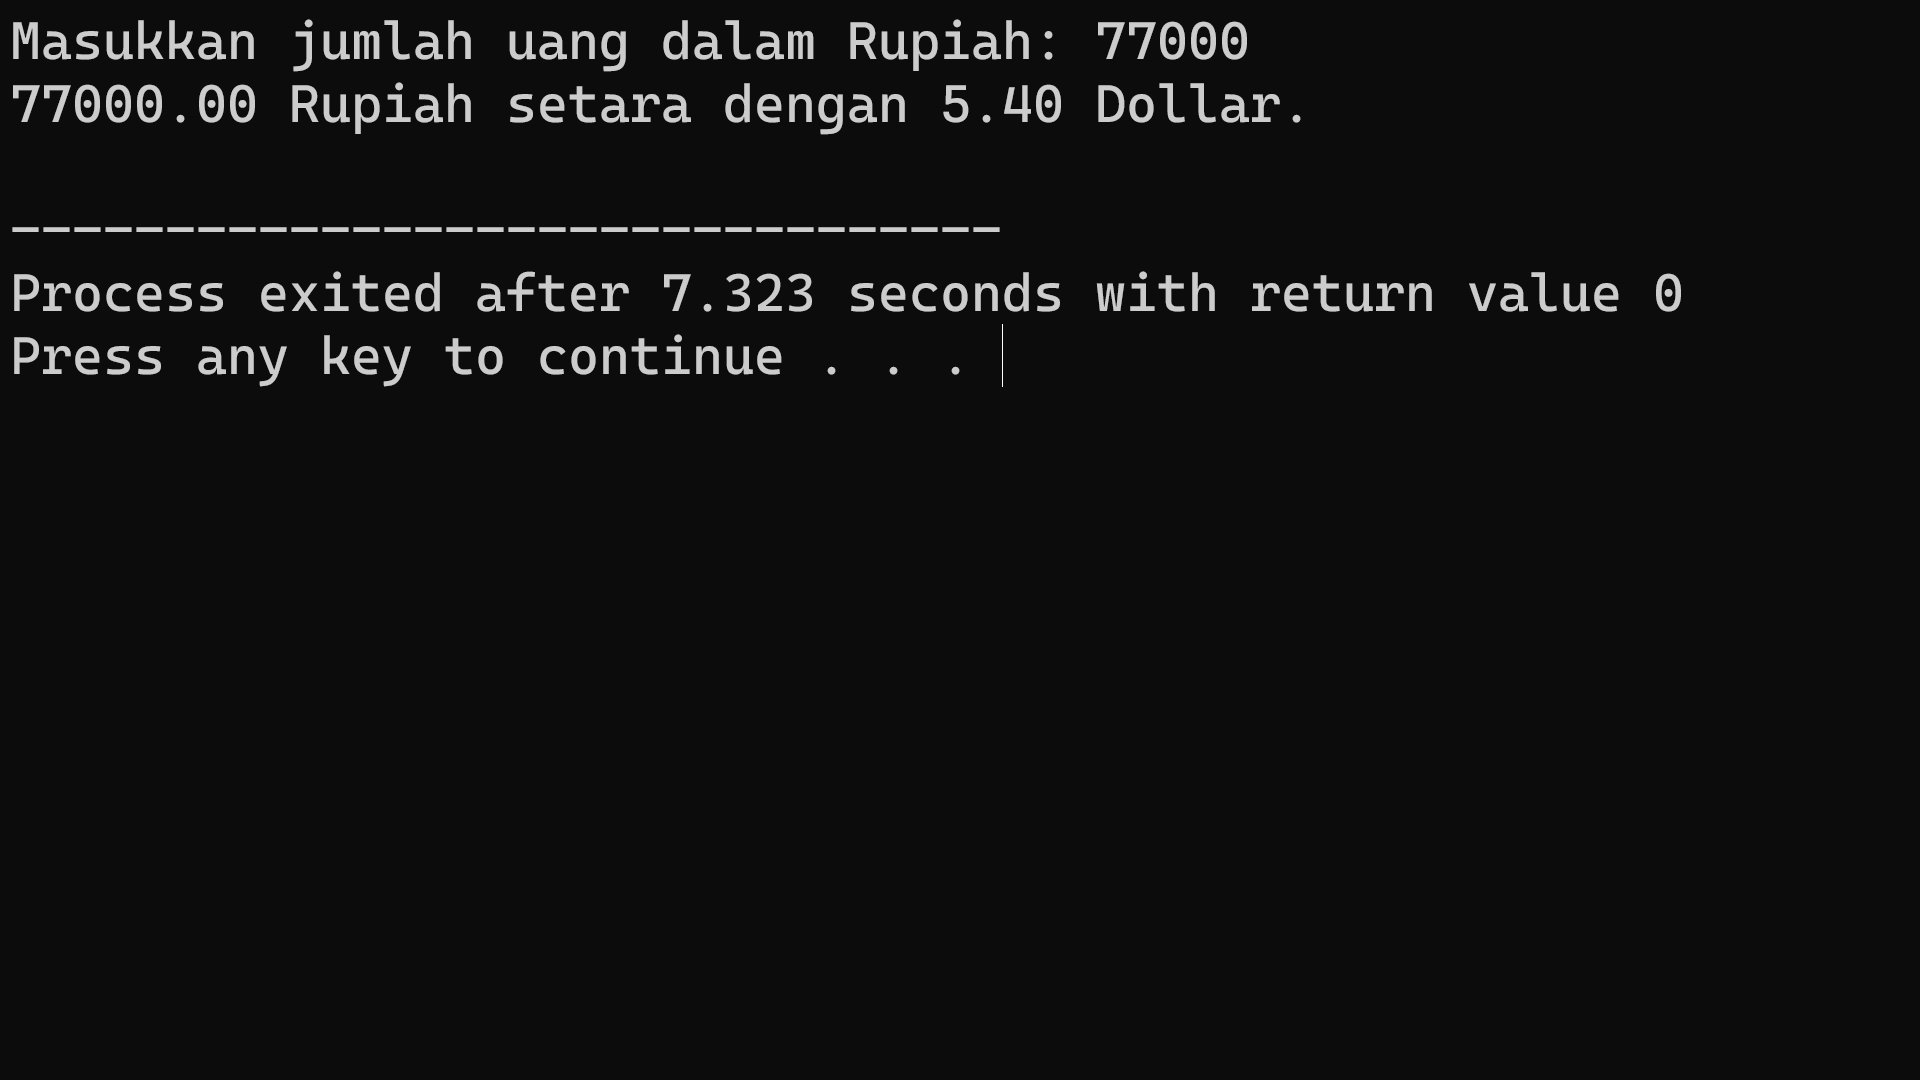 Masukkan jumlah uang dalam Rupiah: 77000
77000.00 Rupiah setara dengan 5.40 Dollar.
--------------------------------
Process exited after 7.323 seconds with return value 0
Press any key to continue . . .